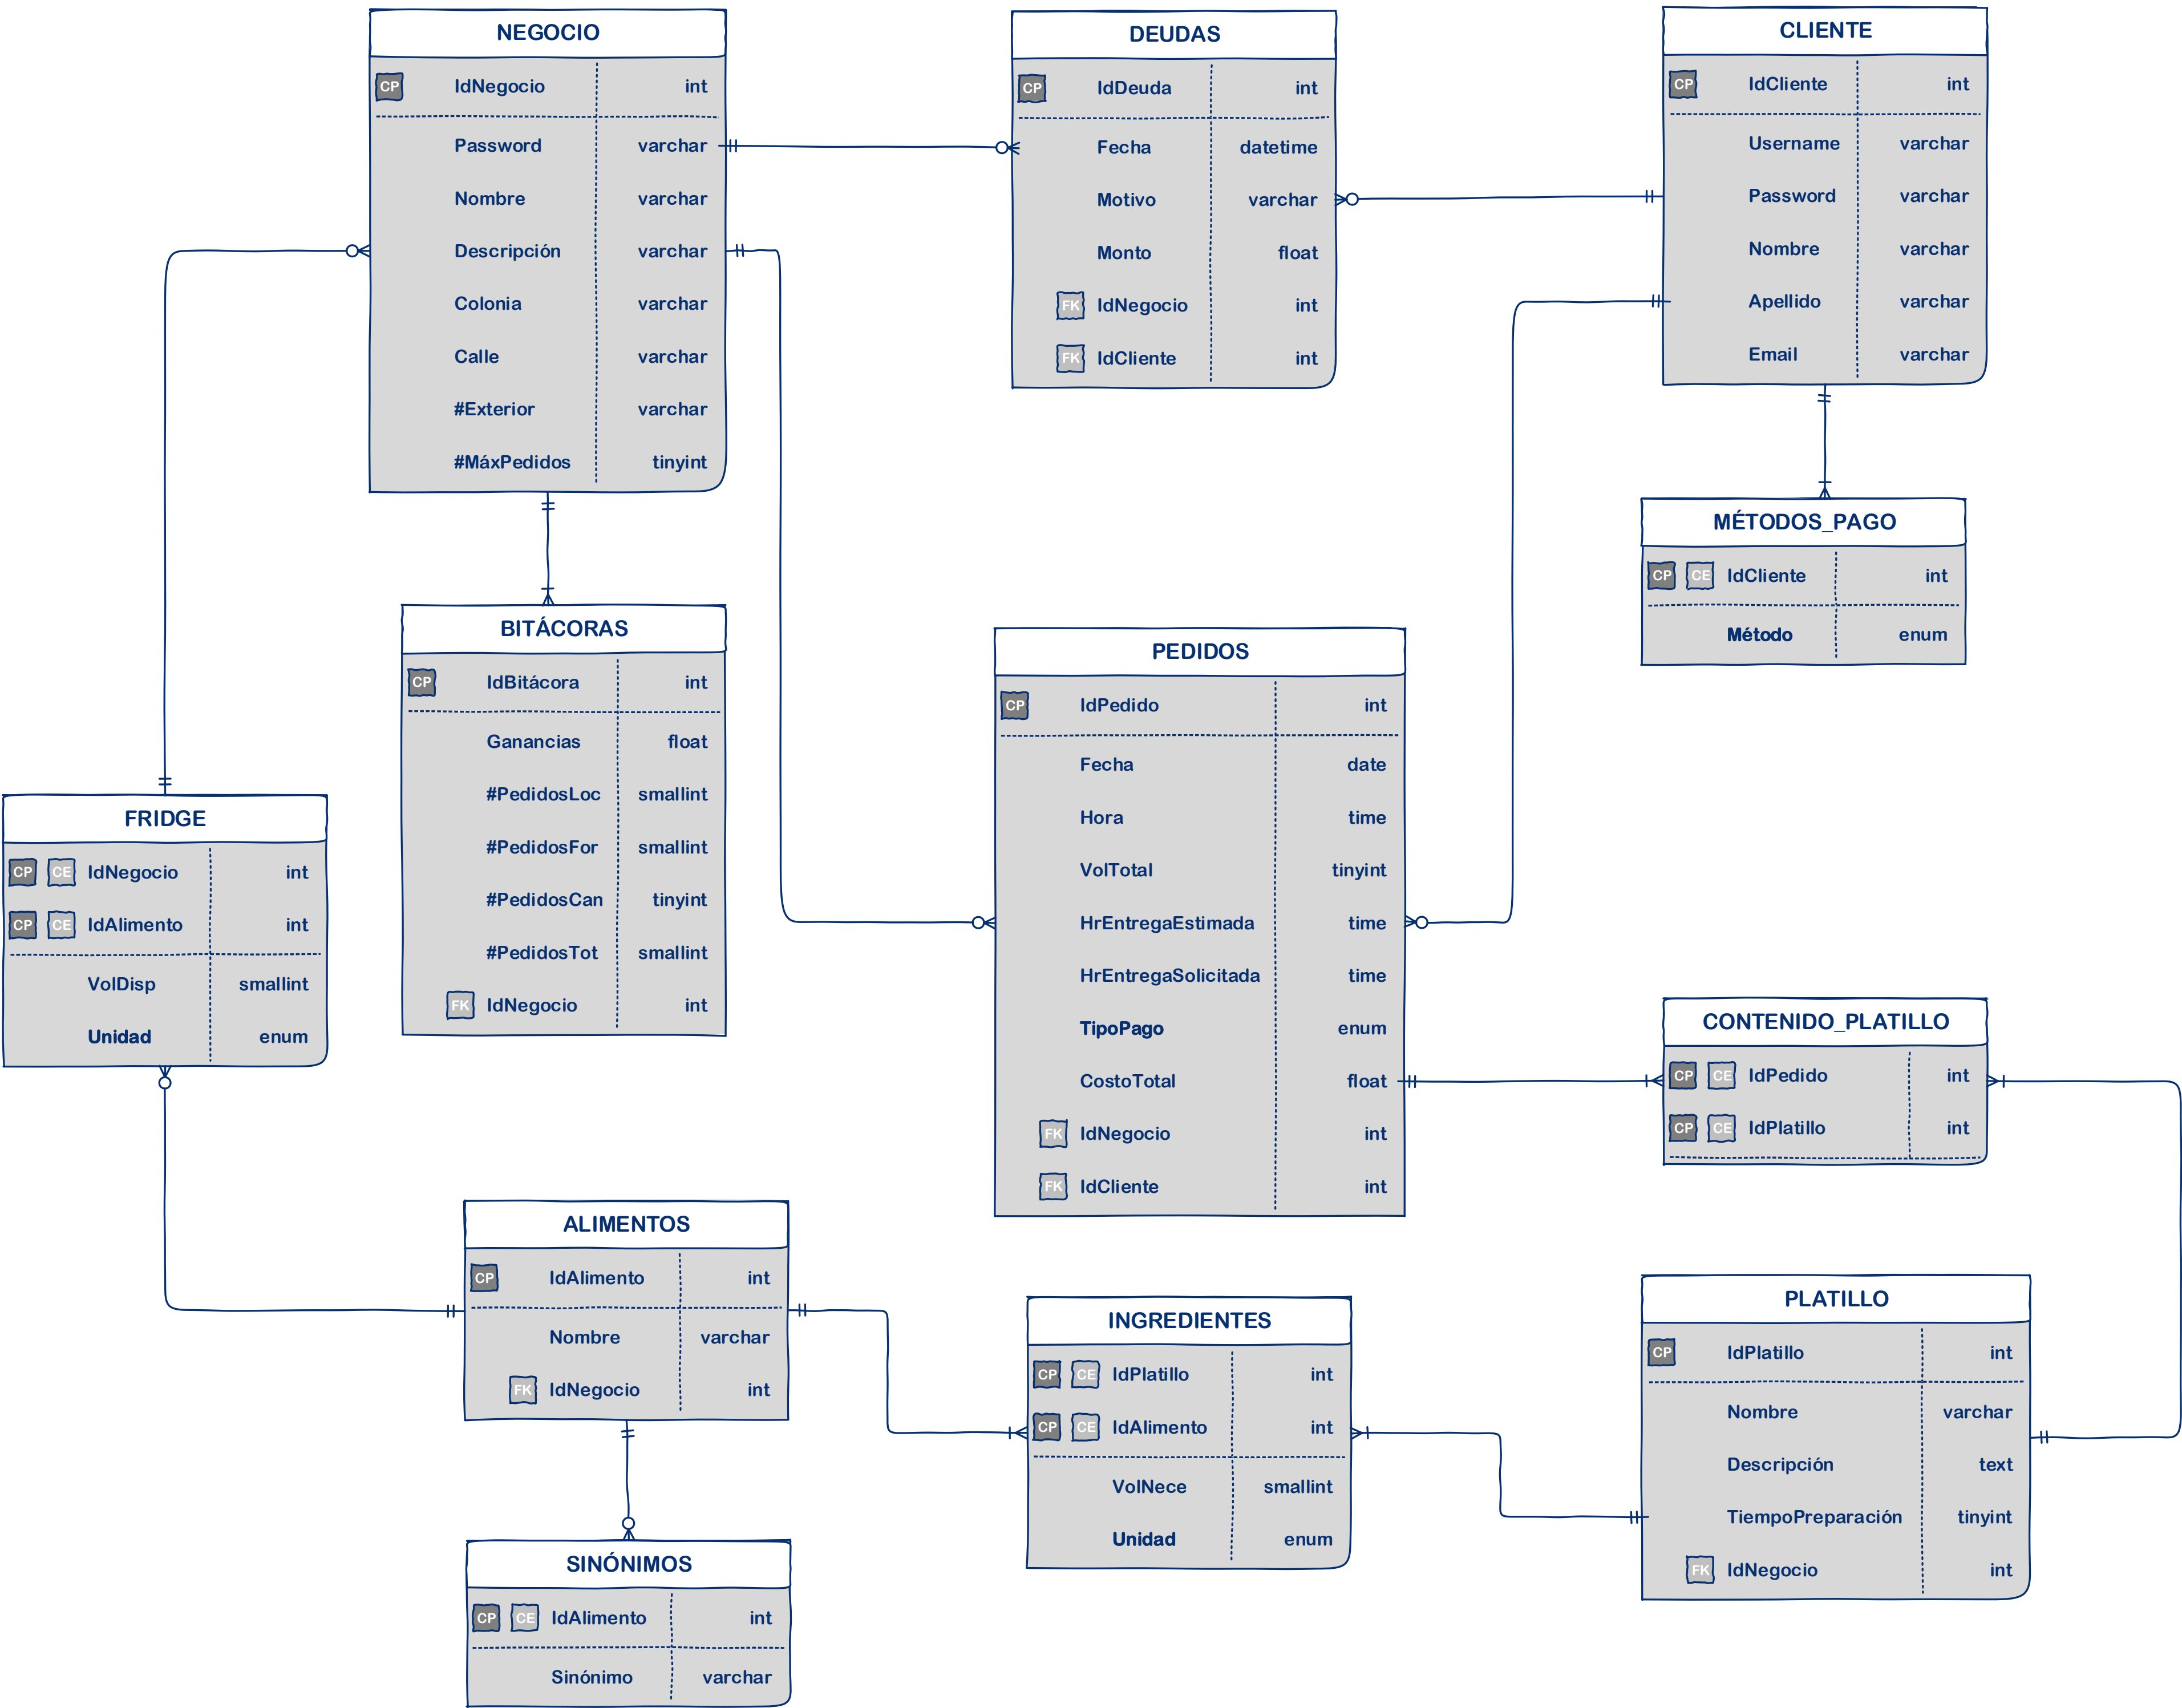 NEGOCIO
CP IdNegocio int
Password varchar
Nombre varchar
Descripción varchar
Colonia varchar
Calle varchar
#Exterior varchar
#MáxPedidos tinyint
DEUDAS
CP IdDeuda int
Fecha datetime
Motivo varchar
Monto float
FK IdNegocio int
FK IdCliente int
CLIENTE
CP IdCliente int
Username varchar
Password varchar
Nombre varchar
Apellido varchar
Email varchar
MÉTODOS_PAGO
CP CE IdCliente int
Método enum
BITÁCORAS
CP IdBitácora int
Ganancias float
#PedidosLoc smallint
#PedidosFor smallint
#PedidosCan tinyint
#PedidosTot smallint
FK IdNegocio int
PEDIDOS
CP IdPedido int
Fecha date
Hora time
VolTotal tinyint
HrEntregaEstimada time
HrEntregaSolicitada time
TipoPago enum
CostoTotal float
FK IdNegocio int
FK IdCliente int
FRIDGE
CP CE IdNegocio int
CP CE IdAlimento int
VolDisp smallint
Unidad enum
CONTENIDO_PLATILLO
CP CE IdPedido int
CP CE IdPlatillo int
ALIMENTOS
CP IdAlimento int
Nombre varchar
FK IdNegocio int
INGREDIENTES
CP CE IdPlatillo int
CP CE IdAlimento int
VolNece smallint
Unidad enum
PLATILLO
CP IdPlatillo int
Nombre varchar
Descripción text
TiempoPreparación tinyint
FK IdNegocio int
SINÓNIMOS
CP CE IdAlimento int
Sinónimo varchar